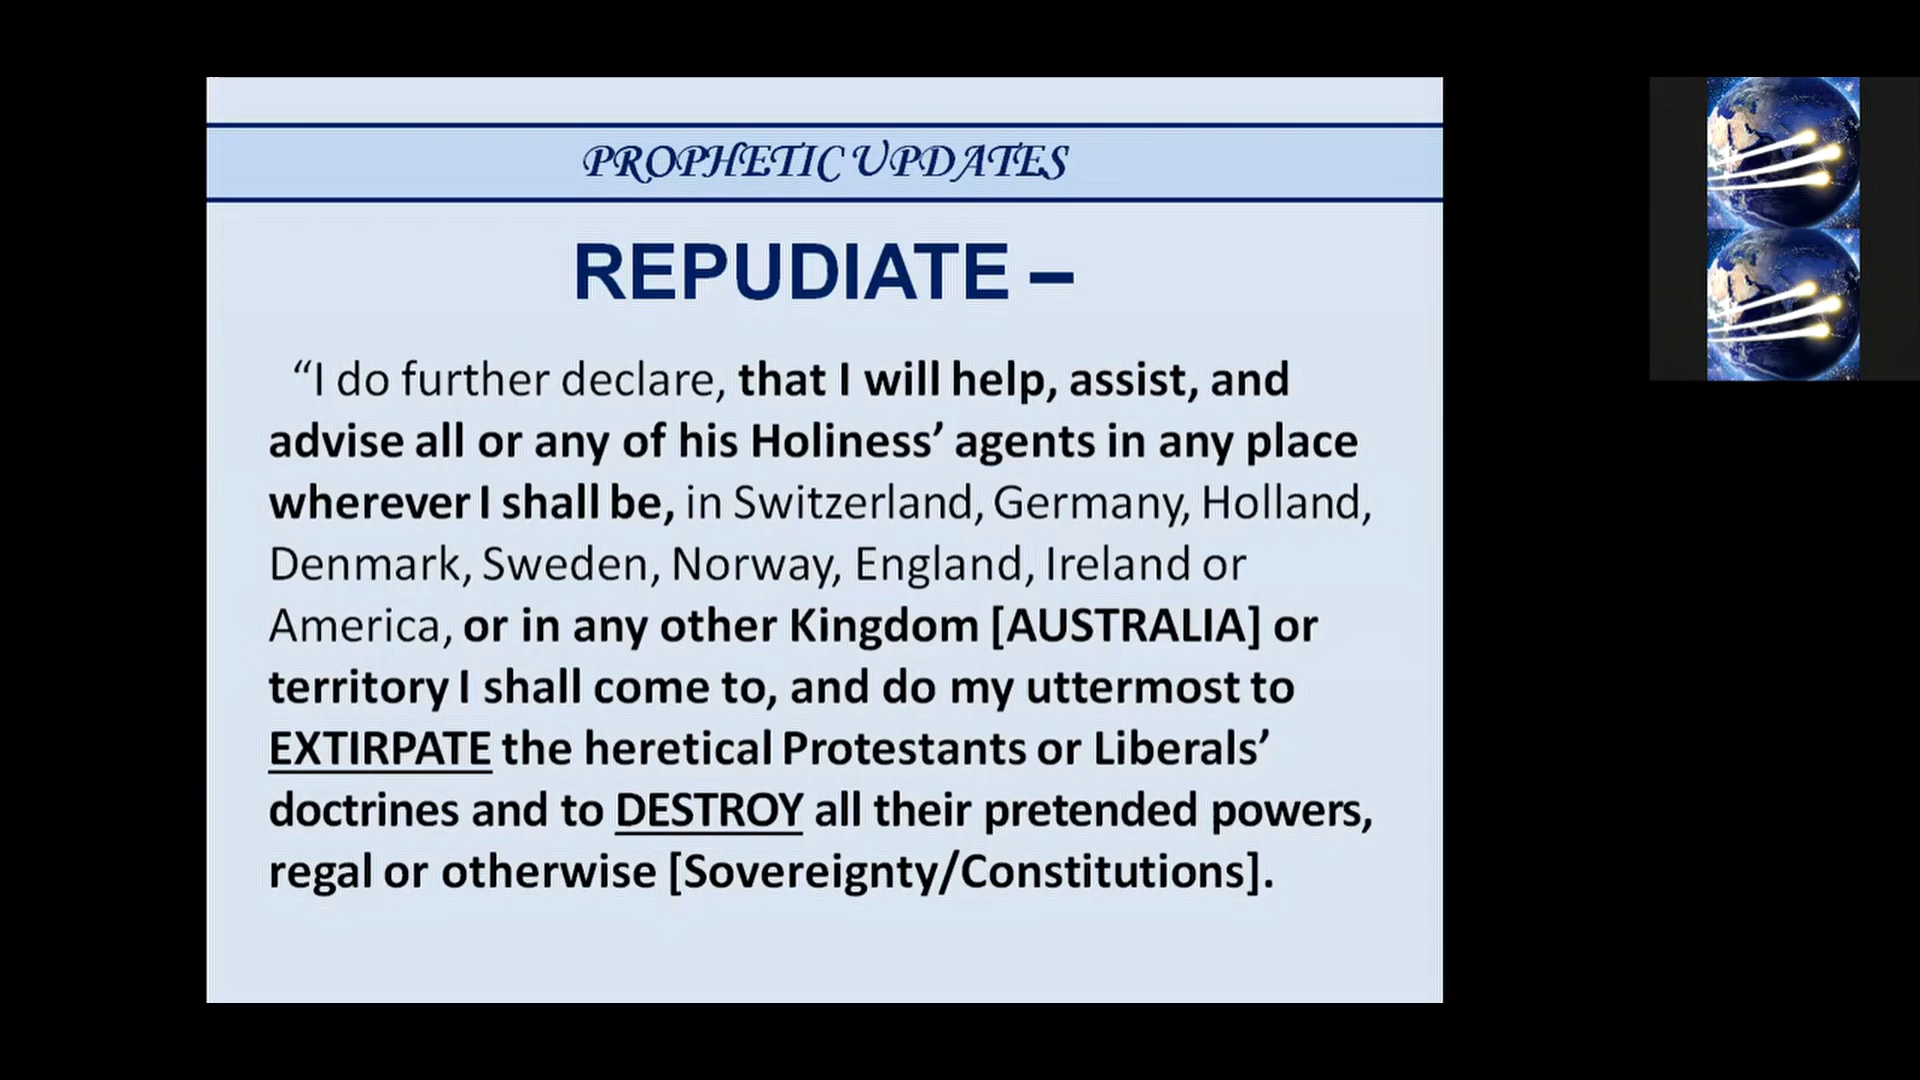 PROPHETIC UPDATES
REPUDIATE –
“I do further declare, that I will help, assist, and
advise all or any of his Holiness’ agents in any place
wherever I shall be, in Switzerland, Germany, Holland,
Denmark, Sweden, Norway, England, Ireland or
America, or in any other Kingdom [AUSTRALIA] or
territory I shall come to, and do my uttermost to
EXTIRPATE the heretical Protestants or Liberals’
doctrines and to DESTROY all their pretended powers,
regal or otherwise [Sovereignty/Constitutions].